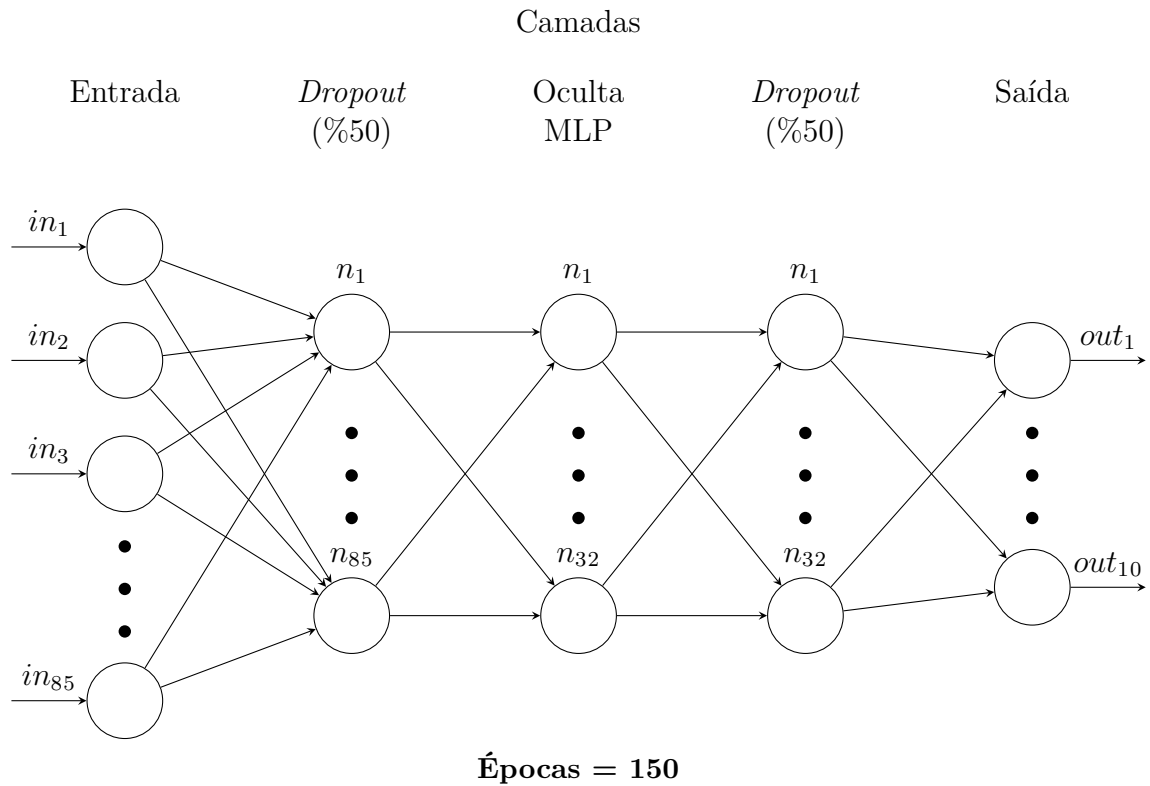 Camadas
Entrada Dropout Oculta Dropout Saída
(%50) MLP (%50)
in₁
n₁ n₁ n₁
in₂ out₁
in₃
n₈₅ n₃₂ n₃₂
out₁₀
in₈₅
Épocas = 150